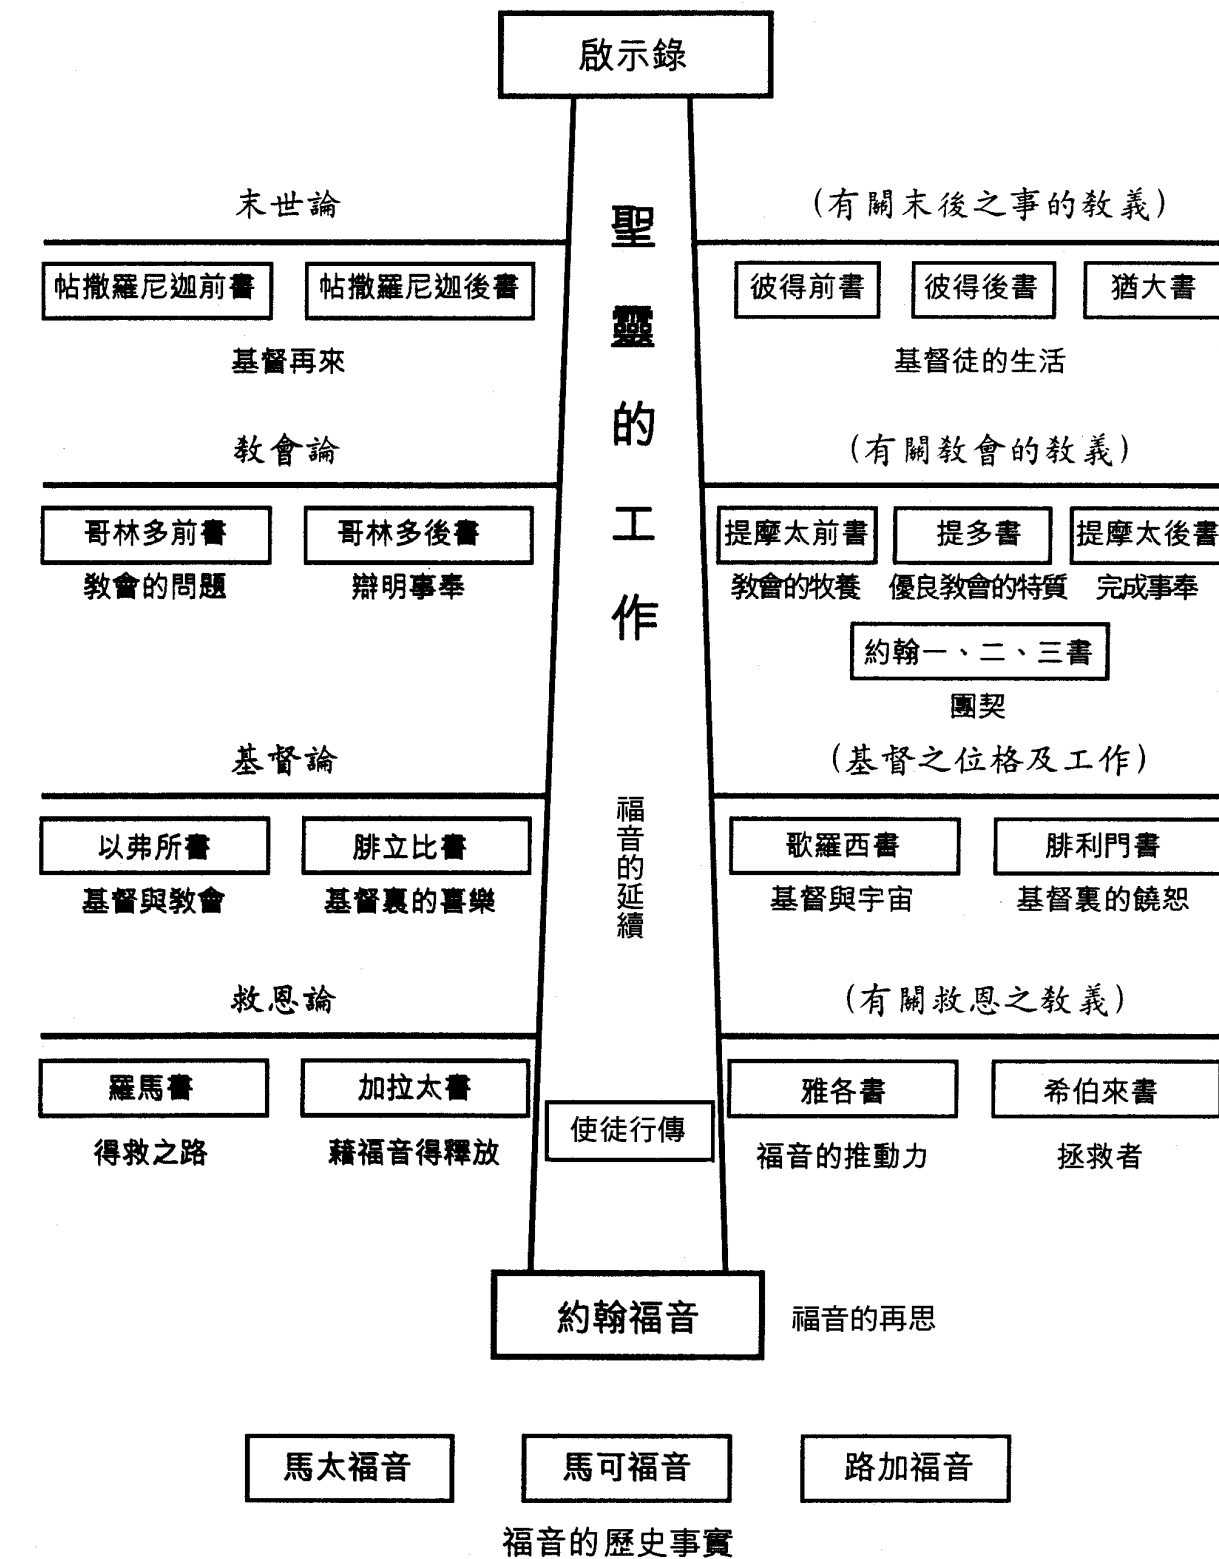 啟示錄
聖靈的工作
福音的延續
末世論 (有關末後之事的教義)
帖撒羅尼迦前書 帖撒羅尼迦後書 彼得前書 彼得後書 猶大書
基督再來 基督徒的生活
教會論 (有關教會的教義)
哥林多前書 哥林多後書 提摩太前書 提多書 提摩太後書
教會的問題 辯明事奉 教會的牧養 優良教會的特質 完成事奉
約翰一、二、三書
團契
基督論 (基督之位格及工作)
以弗所書 腓立比書 歌羅西書 腓利門書
基督與教會 基督裏的喜樂 基督與宇宙 基督裏的饒恕
救恩論 (有關救恩之教義)
羅馬書 加拉太書 雅各書 希伯來書
使徒行傳
得救之路 藉福音得釋放 福音的推動力 拯救者
約翰福音 福音的再思
馬太福音 馬可福音 路加福音
福音的歷史事實